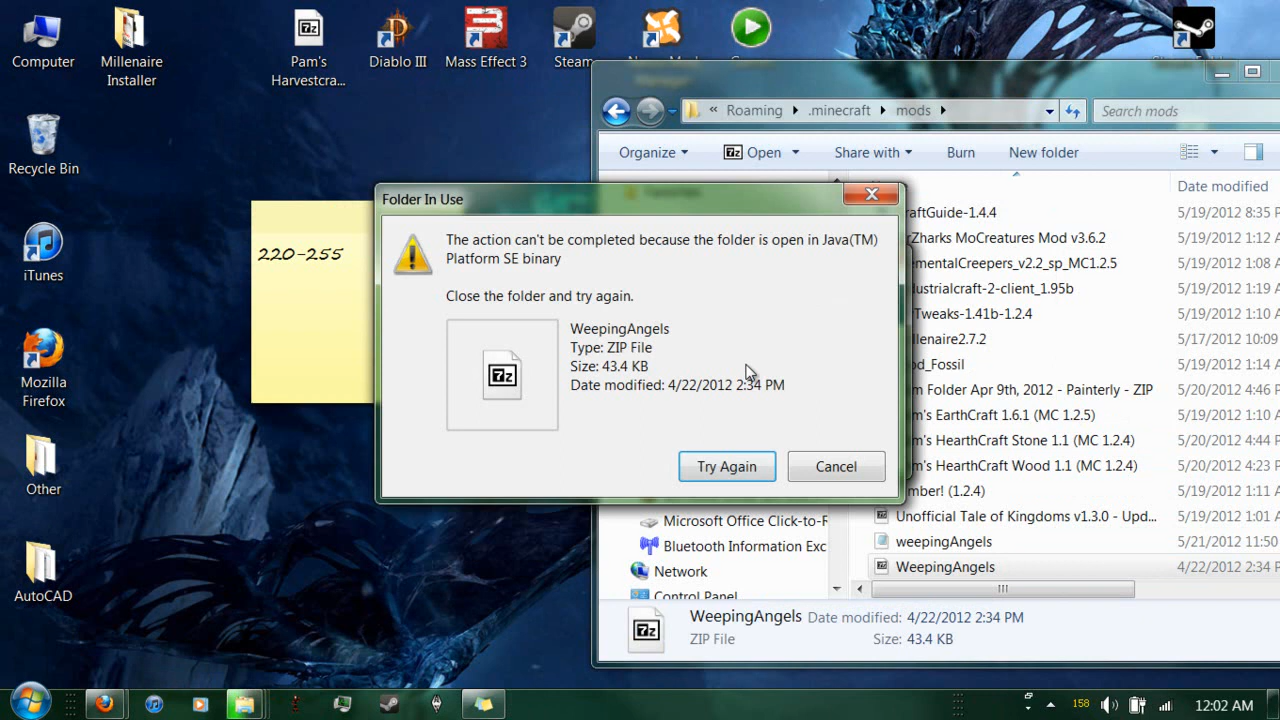 Computer
Millenaire
Installer
Pam's
Harvestcra...
Diablo III
Mass Effect 3
Steam
Recycle Bin
iTunes
Mozilla
Firefox
Other
AutoCAD
220-255
« Roaming .minecraft mods
Search mods
Organize
Open
Share with
Burn
New folder
Date modified
raftGuide-1.4.4 5/19/2012 8:35 P
rZharks MoCreatures Mod v3.6.2 5/19/2012 1:12
ementalCreepers_v2.2_sp_MC1.2.5 5/19/2012 1:18
dustrialcraft-2-client_1.95b 5/19/2012 1:19
Tweaks-1.41b-1.2.4 5/19/2012 1:10
lenaire2.7.2 5/17/2012 10:09
od_Fossil 5/19/2012 1:14
m Folder Apr 9th, 2012 - Painterly - ZIP 5/20/2012 4:46 P
m's EarthCraft 1.6.1 (MC 1.2.5) 5/19/2012 1:10
m's HearthCraft Stone 1.1 (MC 1.2.4) 5/20/2012 4:44 P
m's HearthCraft Wood 1.1 (MC 1.2.4) 5/20/2012 4:23 P
mber! (1.2.4) 5/19/2012 1:11
Unofficial Tale of Kingdoms v1.3.0 - Upd... 5/19/2012 1:01
weepingAngels 5/21/2012 11:50
WeepingAngels 4/22/2012 2:34 P
Microsoft Office Click-to-R
Bluetooth Information Exc
Network
Control Panel
WeepingAngels Date modified: 4/22/2012 2:34 PM
ZIP File Size: 43.4 KB
Folder In Use
The action can't be completed because the folder is open in Java(TM)
Platform SE binary
Close the folder and try again.
7z
WeepingAngels
Type: ZIP File
Size: 43.4 KB
Date modified: 4/22/2012 2:34 PM
Try Again
Cancel
158
12:02 AM